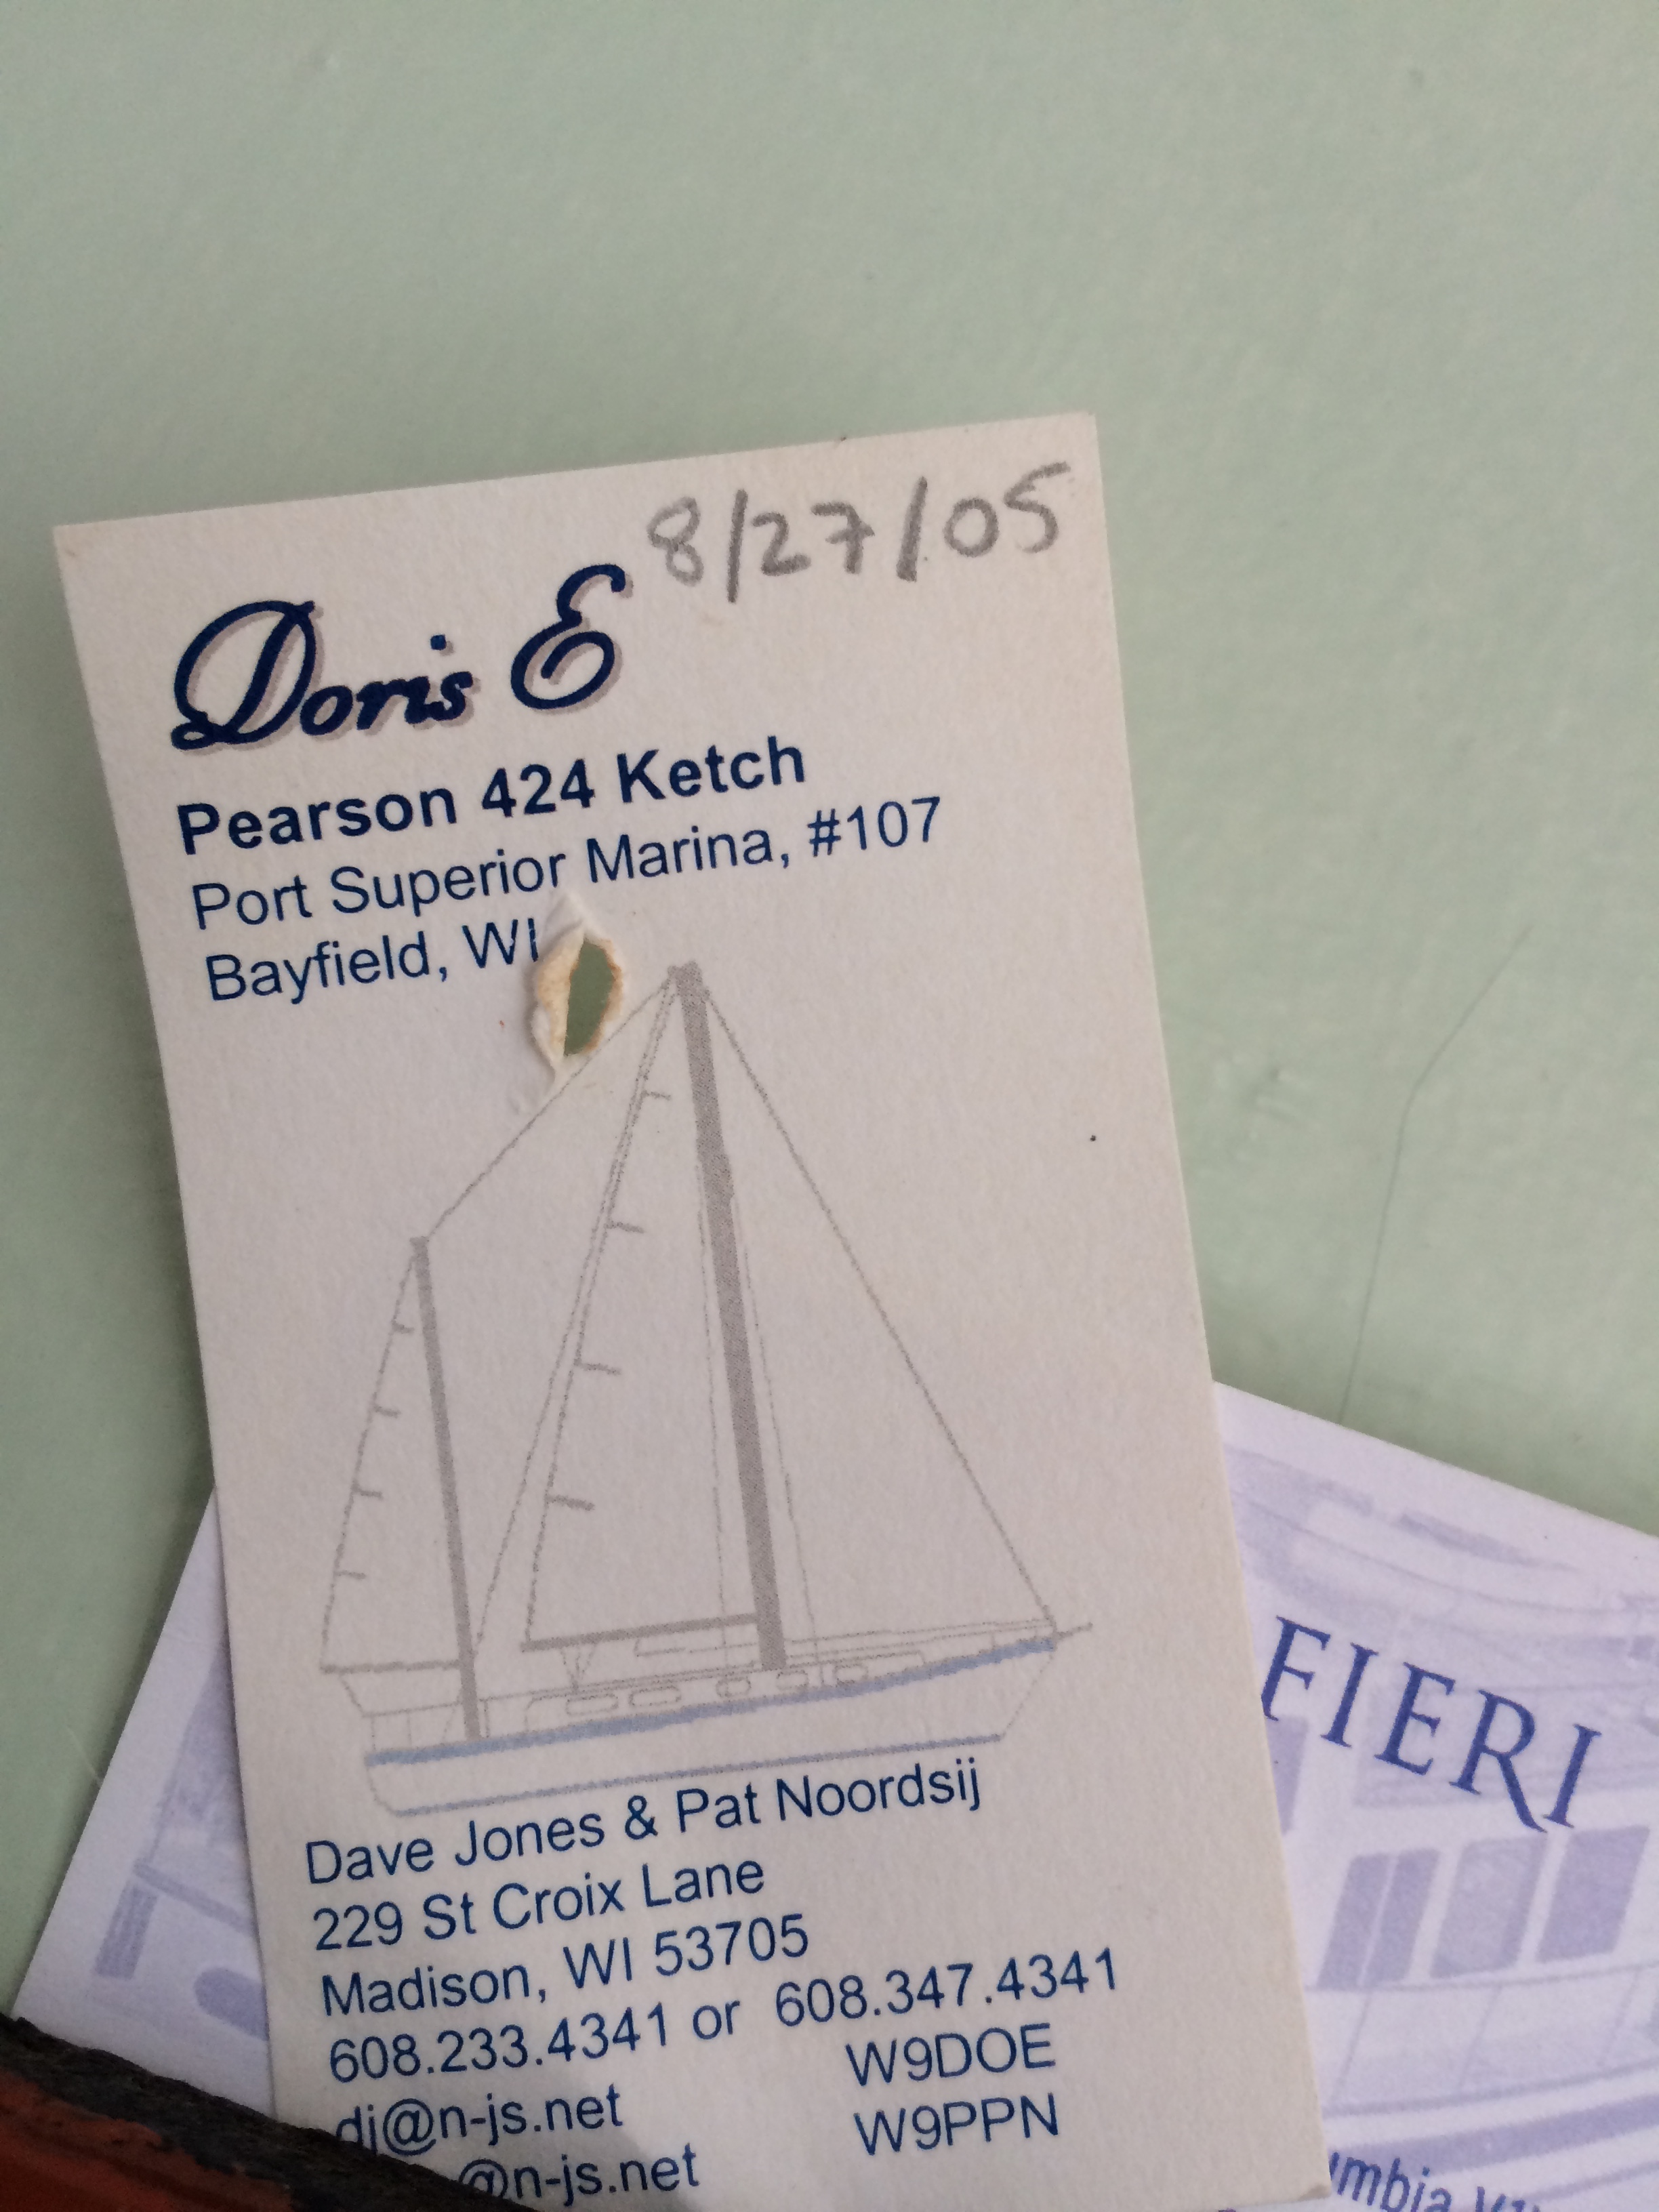 8/27/05
Doris E
Pearson 424 Ketch
Port Superior Marina, #107
Bayfield, WI
Dave Jones & Pat Noordsij
229 St Croix Lane
Madison, WI 53705
608.233.4341 or 608.347.4341
W9DOE
dj@n-js.net
W9PPN
@n-js.net
FIERI